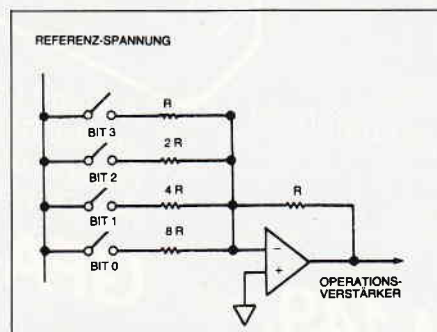 REFERENZ-SPANNUNG
R
BIT 3
2 R
BIT 2
4 R
R
BIT 1
8 R
BIT 0
−
+
OPERATIONS-
VERSTÄRKER